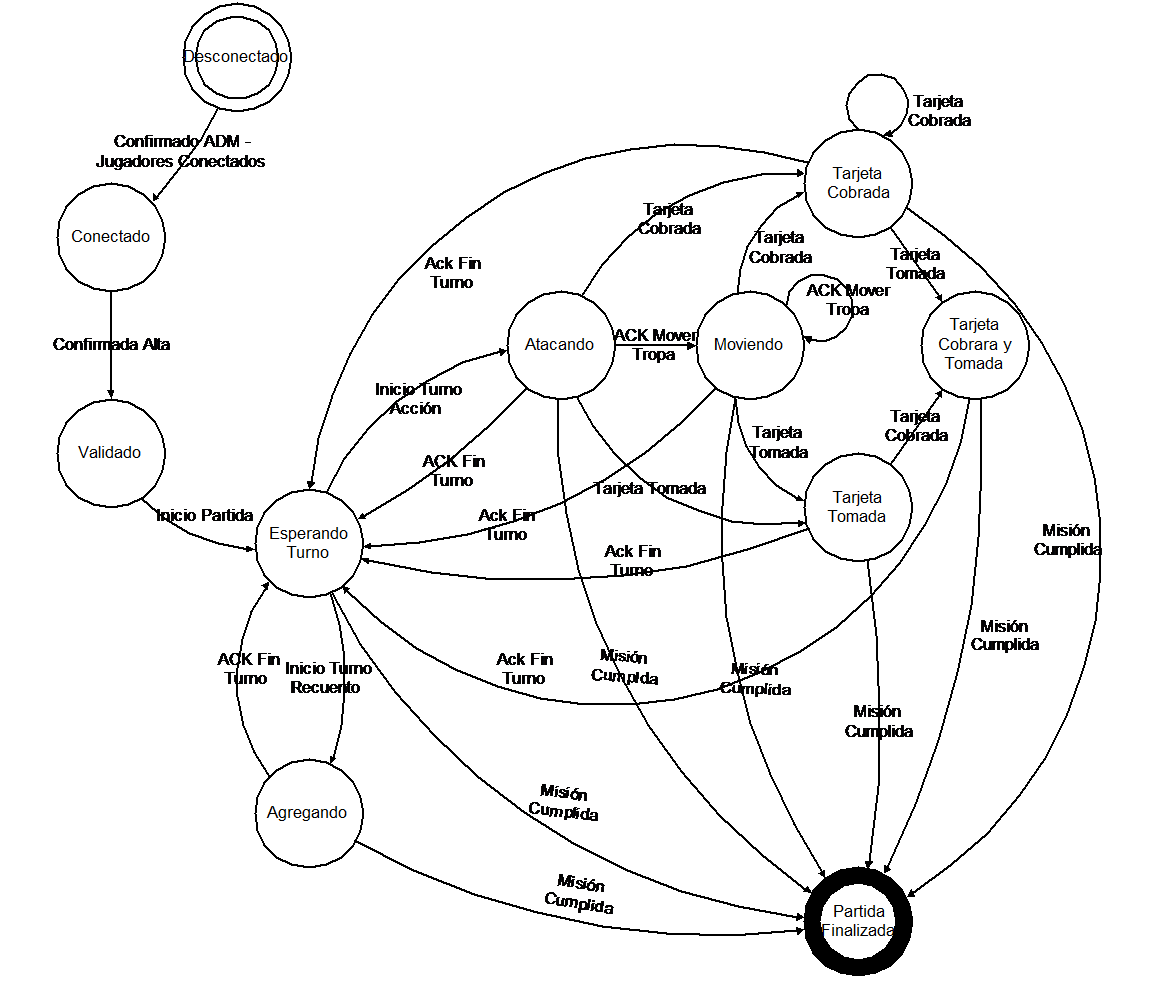 Desconectado
Confirmado ADM -
Jugadores Conectados
Conectado
Confirmada Alta
Validado
Inicio Partida
Esperando
Turno
ACK Fin
Turno
Inicio Turno
Recuento
Agregando
Inicio Turno
Acción
Ack Fin
Turno
Atacando
ACK Fin
Turno
Tarjeta
Cobrada
ACK Mover
Tropa
Moviendo
Tarjeta
Cobrada
ACK Mover
Tropa
Tarjeta
Cobrada
Tarjeta
Cobrada
Tarjeta
Tomada
Tarjeta
Cobrara y
Tomada
Tarjeta
Cobrada
Tarjeta
Tomada
Tarjeta Tomada
Tarjeta
Tomada
Ack Fin
Turno
Ack Fin
Turno
Ack Fin
Turno
Misión
Cumplida
Misión
Cumplida
Misión
Cumplida
Misión
Cumplida
Misión
Cumplida
Misión
Cumplida
Misión
Cumplida
Partida
Finalizada